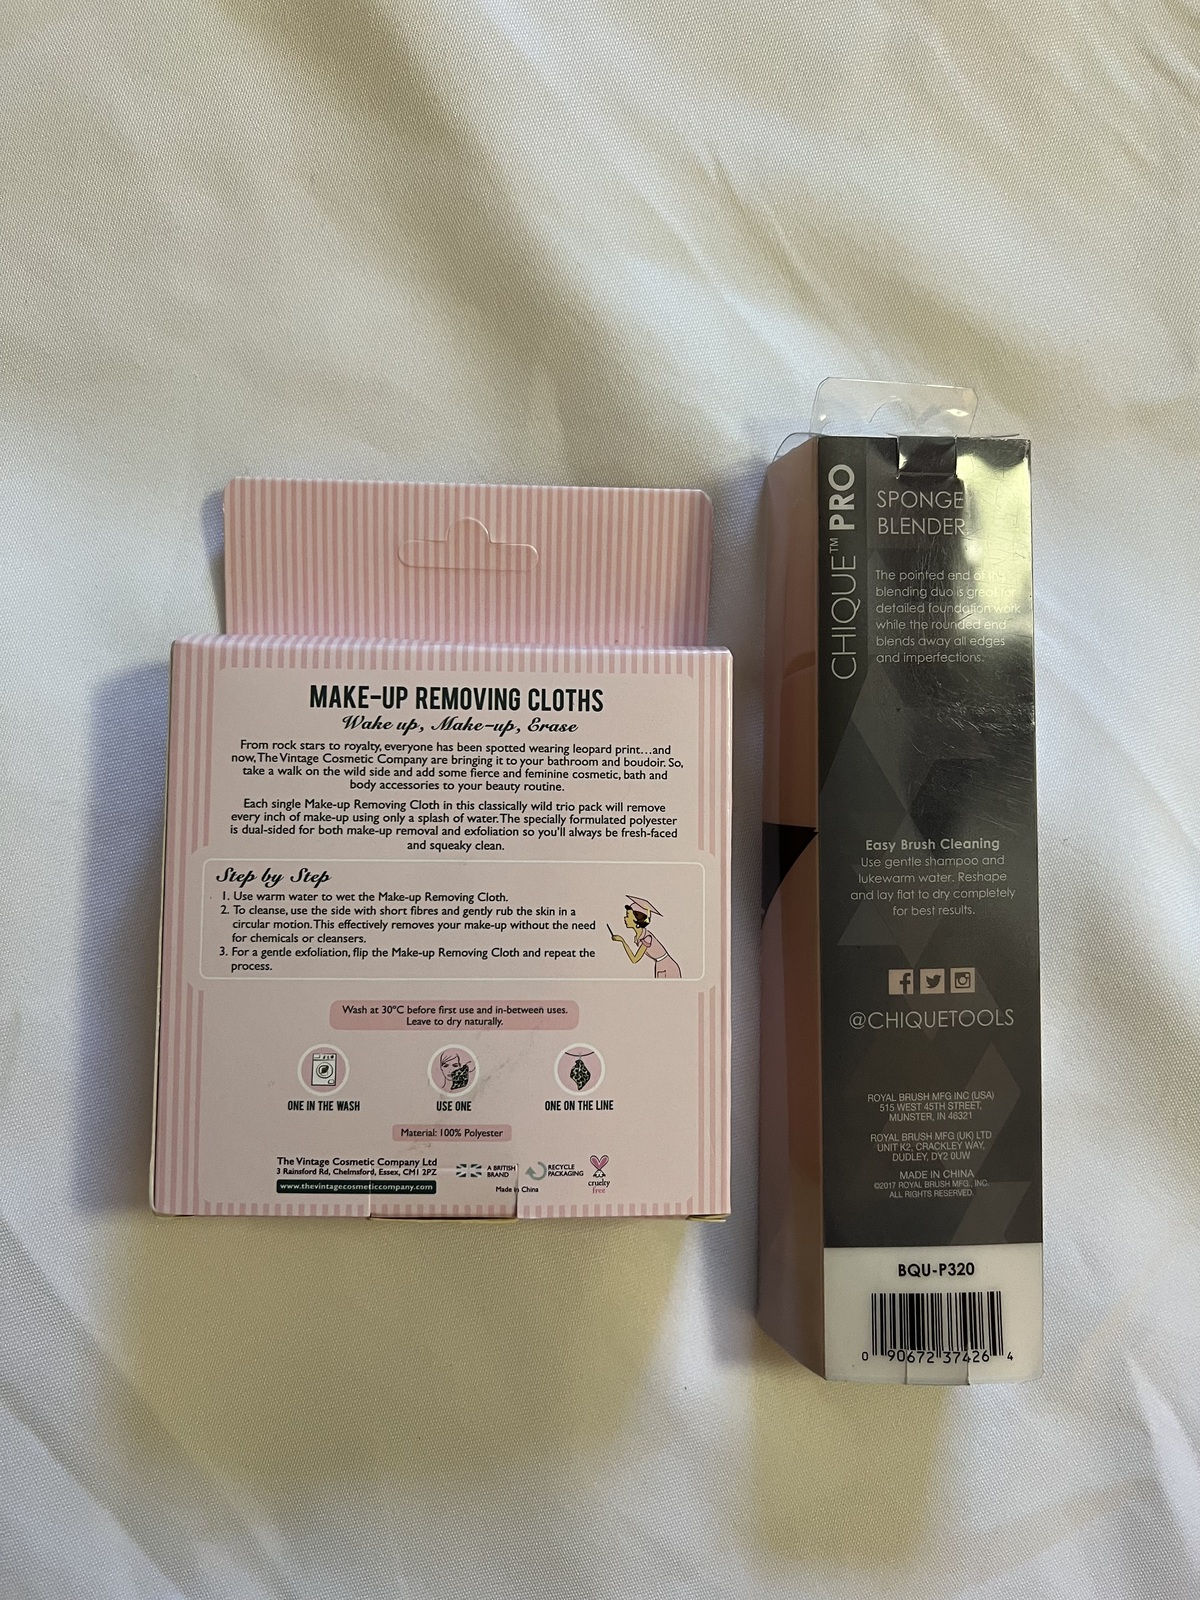 MAKE-UP REMOVING CLOTHS
Wake up, Make-up, Erase
From rock stars to royalty, everyone has been spotted wearing leopard print...and
now, The Vintage Cosmetic Company are bringing it to your bathroom and boudoir. So,
take a walk on the wild side and add some fierce and feminine cosmetic, bath and
body accessories to your beauty routine.
Each single Make-up Removing Cloth in this classically wild trio pack will remove
every inch of make-up using only a splash of water. The specially formulated polyester
is dual-sided for both make-up removal and exfoliation so you'll always be fresh-faced
and squeaky clean.
Step by Step
1. Use warm water to wet the Make-up Removing Cloth.
2. To cleanse, use the side with short fibres and gently rub the skin in a
circular motion. This effectively removes your make-up without the need
for chemicals or cleansers.
3. For a gentle exfoliation, flip the Make-up Removing Cloth and repeat the
process.
Wash at 30°C before first use and in-between uses.
Leave to dry naturally.
ONE IN THE WASH
USE ONE
ONE ON THE LINE
Material: 100% Polyester
The Vintage Cosmetic Company Ltd
3 Rainsford Rd, Chelmsford, Essex, CM1 2PZ
www.thevintagecosmeticcompany.com
A BRITISH
BRAND
RECYCLE
PACKAGING
cruelty
free
Made in China
CHIQUE™ PRO
SPONGE
BLENDER
The pointed end of this
blending duo is great for
detailed foundation work
while the rounded end
blends away all edges
and imperfections.
Easy Brush Cleaning
Use gentle shampoo and
lukewarm water. Reshape
and lay flat to dry completely
for best results.
@CHIQUETOOLS
ROYAL BRUSH MFG INC (USA)
515 WEST 45TH STREET,
MUNSTER, IN 46321
ROYAL BRUSH MFG (UK) LTD
UNIT K2, CRACKLEY WAY,
DUDLEY, DY2 0UW
MADE IN CHINA
©2017 ROYAL BRUSH MFG., INC.
ALL RIGHTS RESERVED.
BQU-P320
0 90672 37426 4